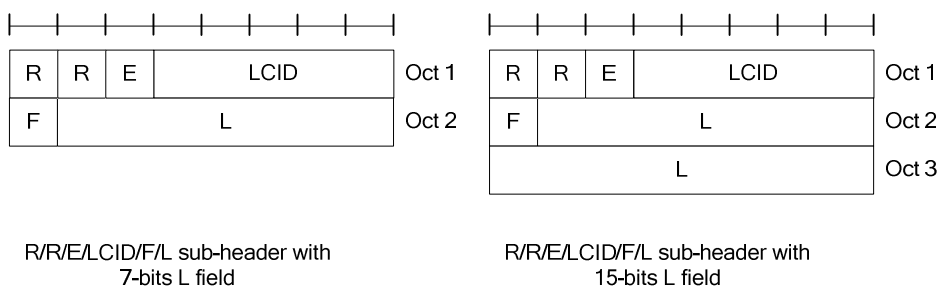 R R E LCID Oct 1
F L Oct 2
R/R/E/LCID/F/L sub-header with
7-bits L field
R R E LCID Oct 1
F L Oct 2
L Oct 3
R/R/E/LCID/F/L sub-header with
15-bits L field